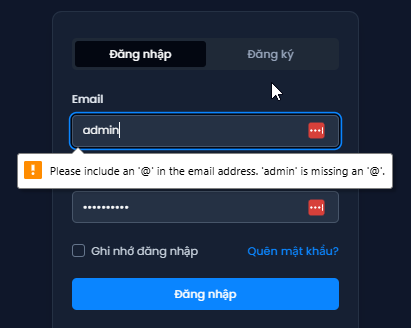 Đăng nhập
Đăng ký
Email
admin
Please include an '@' in the email address. 'admin' is missing an '@'.
••••••••••
Ghi nhớ đăng nhập
Quên mật khẩu?
Đăng nhập